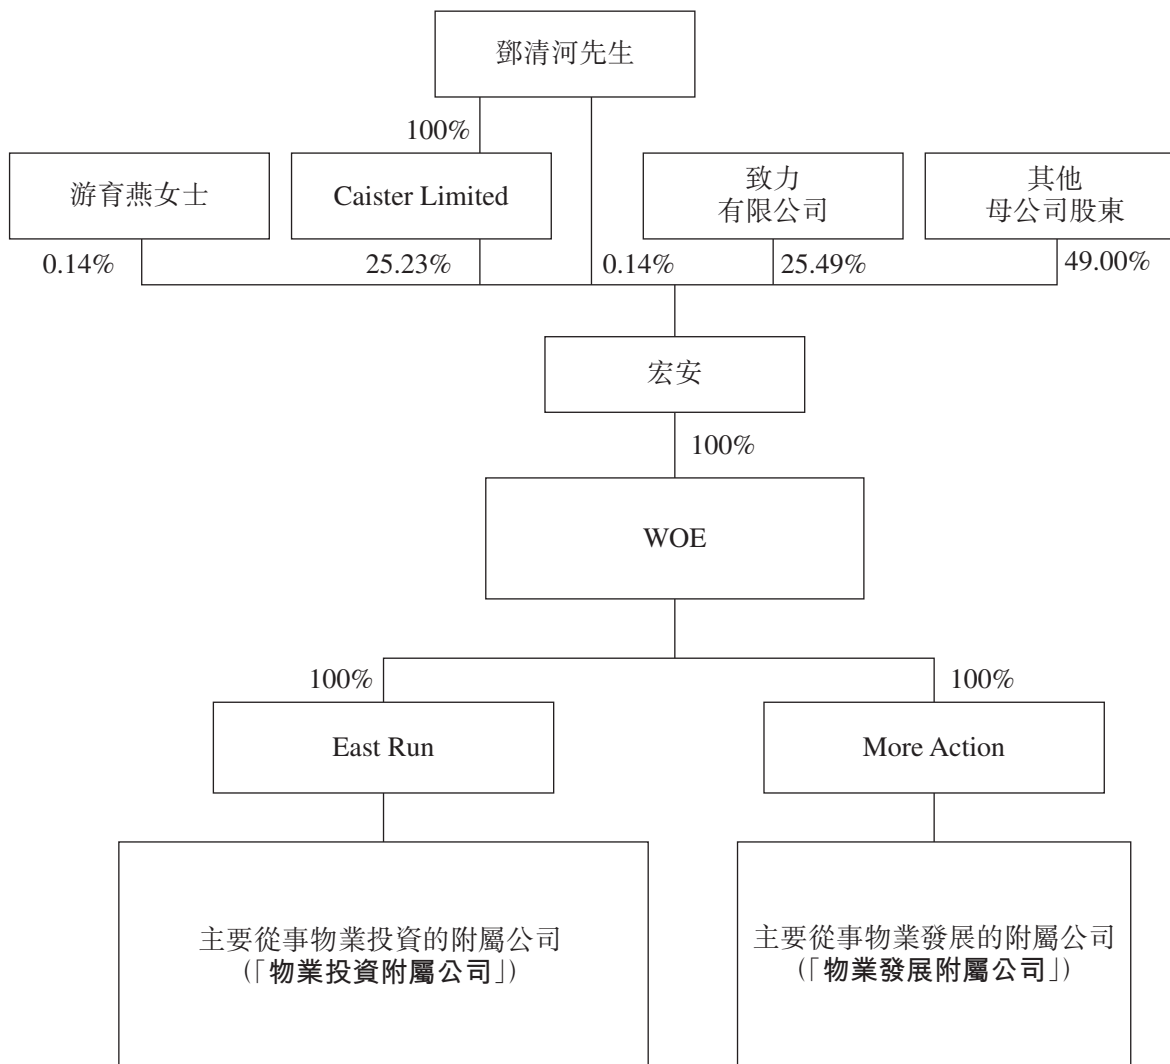 鄧清河先生
100%
游育燕女士
Caister Limited
致力
有限公司
其他
母公司股東
0.14%
25.23%
0.14%
25.49%
49.00%
宏安
100%
WOE
100%
100%
East Run
More Action
主要從事物業投資的附屬公司
(「物業投資附屬公司」)
主要從事物業發展的附屬公司
(「物業發展附屬公司」)